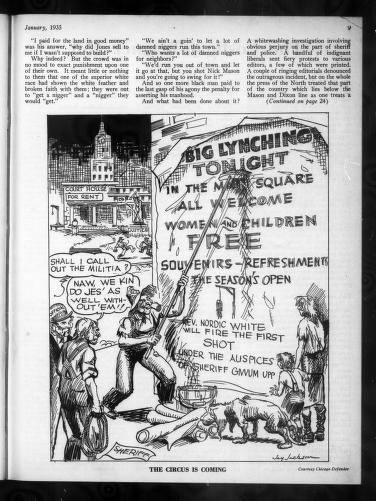 January, 1935
9
"I paid for the land in good money"
was his answer, "why did Jones sell to
me if I wasn't supposed to build?"
Why indeed? But the crowd was in
no mood to exact punishment upon one
of their own. It meant little or nothing
to them that one of the superior white
race had shown the white feather and
broken faith with them; they were out
to "get a nigger" and a "nigger" they
would "get."
"We ain't a goin' to let a lot of
damned niggers run this town."
"Who wants a lot of damned niggers
for neighbors?"
"We'd run you out of town and let
it go at that, but you shot Nick Mason
and you're going to swing for it!"
And so one more black man paid to
the last gasp of his agony the penalty for
asserting his manhood.
And what had been done about it?
A whitewashing investigation involving
obvious perjury on the part of sheriff
and police. A handful of indignant
liberals sent fiery protests to various
editors, a few of which were printed.
A couple of ringing editorials denounced
the outrageous incident, but on the whole
the press of the North treated that part
of the country which lies below the
Mason and Dixon line as one treats a
(Continued on page 24)
COURT HOUSE
FOR RENT
SHALL I CALL
OUT THE MILITIA?
NAW, WE KIN
DO JES' AS
WELL WITH-
OUT 'EM!!
BIG LYNCHING
TONIGHT
IN THE MAIN SQUARE
ALL WELCOME
WOMEN AND CHILDREN
FREE
SOUVENIRS - REFRESHMENTS
THE SEASON'S OPEN
REV. NORDIC WHITE
WILL FIRE THE FIRST
SHOT
UNDER THE AUSPICES
OF SHERIFF GIVUM UPP
SHERIFF
Jay Jackson
THE CIRCUS IS COMING
Courtesy Chicago Defender